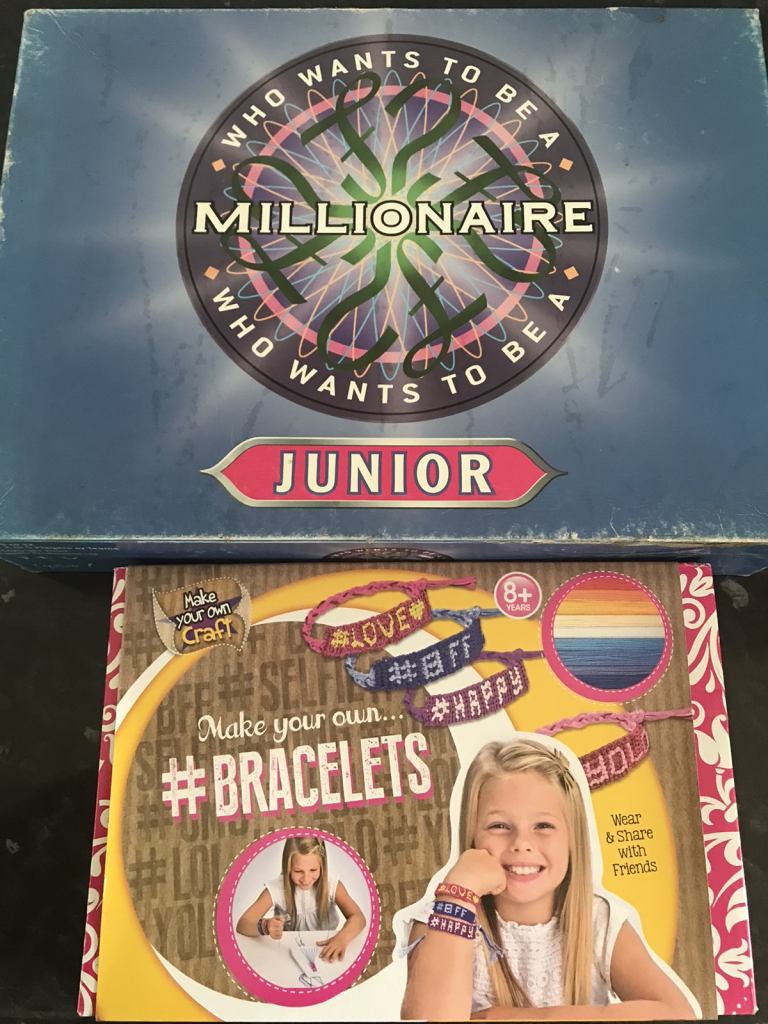 WHO WANTS TO BE A
MILLIONAIRE
WHO WANTS TO BE A
JUNIOR
Make
your own
Craft
#LOVE#
#BFF
#HAPPY
8+
YEARS
Make your own...
#BRACELETS
YOU
Wear
& Share
with
Friends
#LOVE
#BFF
#HAPPY